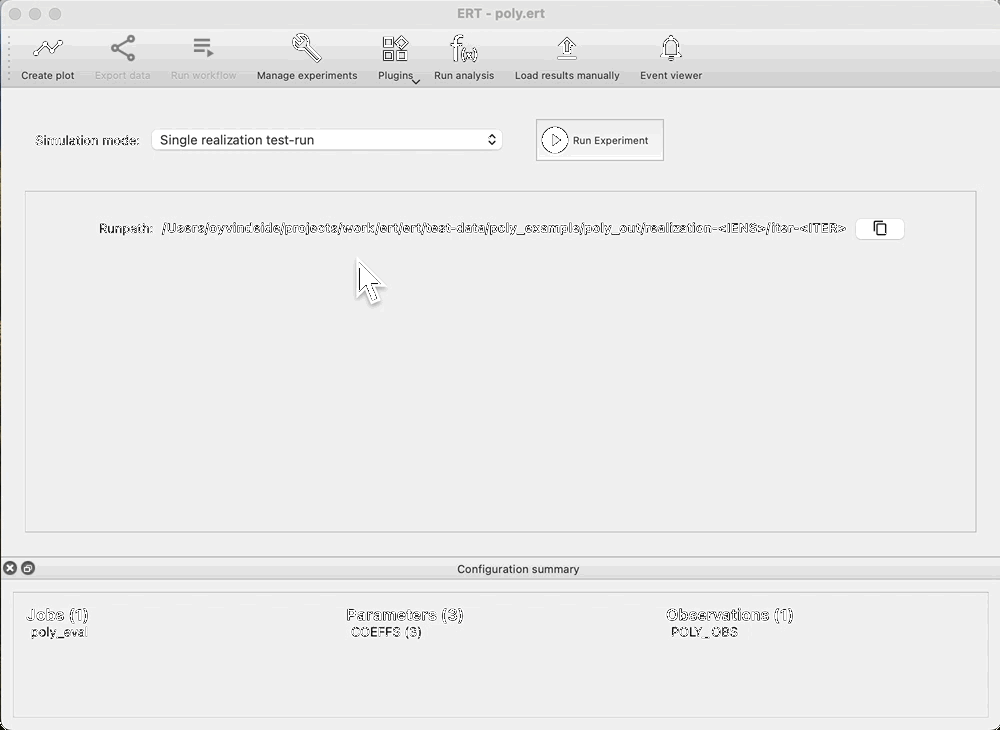 ERT - poly.ert
Create plot
Export data
Run workflow
Manage experiments
Plugins
f(x)
Run analysis
Load results manually
Event viewer
Simulation mode: Single realization test-run
Run Experiment
Runpath: /Users/oyvindeide/projects/work/ert/ert/test-data/poly_example/poly_out/realization-<IENS>/iter-<ITER>
Configuration summary
Jobs (1)
poly_eval
Parameters (3)
COEFFS (3)
Observations (1)
POLY_OBS